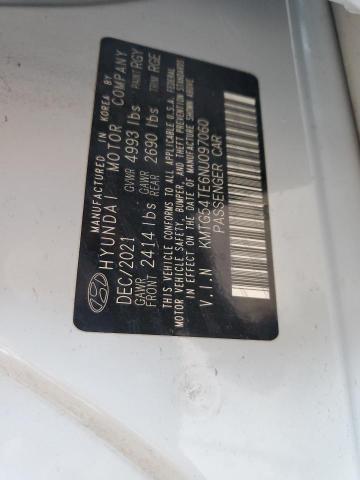 MANUFACTURED IN KOREA BY
HYUNDAI MOTOR COMPANY
DEC/2021 GVWR 4993 lbs PAINT RGY
GAWR FRONT 2414 lbs GAWR REAR 2690 lbs TRIM RGE
THIS VEHICLE CONFORMS TO ALL APPLICABLE U.S.A. FEDERAL
MOTOR VEHICLE SAFETY, BUMPER, AND THEFT PREVENTION STANDARDS
IN EFFECT ON THE DATE OF MANUFACTURE SHOWN ABOVE.
V.I.N KMTG54TE6NU097060
PASSENGER CAR